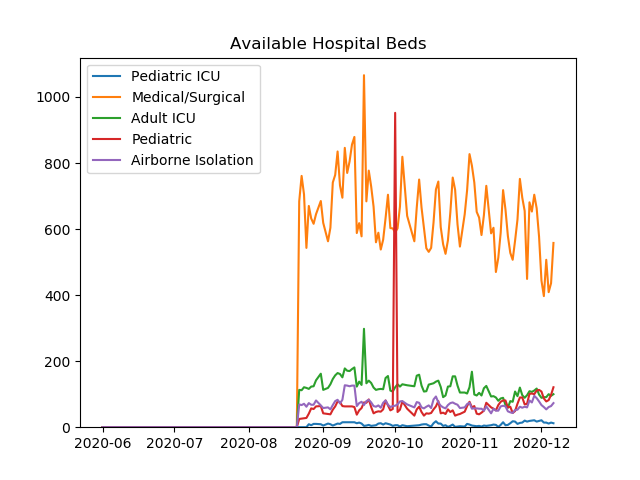 Available Hospital Beds
Pediatric ICU
Medical/Surgical
Adult ICU
Pediatric
Airborne Isolation
1000
800
600
400
200
0
2020-06 2020-07 2020-08 2020-09 2020-10 2020-11 2020-12